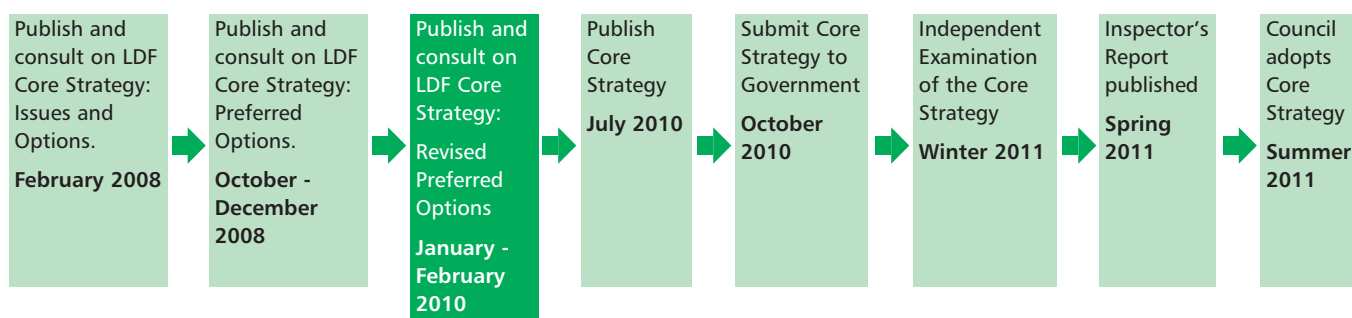 Publish and
consult on LDF
Core Strategy:
Issues and
Options.
February 2008
Publish and
consult on LDF
Core Strategy:
Preferred
Options.
October -
December
2008
Publish and
consult on
LDF Core
Strategy:
Revised
Preferred
Options
January -
February
2010
Publish
Core
Strategy
July 2010
Submit Core
Strategy to
Government
October
2010
Independent
Examination
of the Core
Strategy
Winter 2011
Inspector’s
Report
published
Spring
2011
Council
adopts
Core
Strategy
Summer
2011